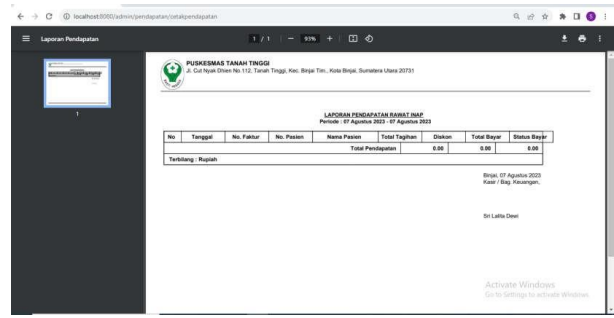 localhost:8080/admin/pendapatan/cetakpendapatan
Laporan Pendapatan
1 / 1
93%
1
PUSKESMAS TANAH TINGGI
Jl. Cut Nyak Dhien No.112, Tanah Tinggi, Kec. Binjai Tim., Kota Binjai, Sumatera Utara 20731
LAPORAN PENDAPATAN RAWAT INAP
Periode : 07 Agustus 2023 - 07 Agustus 2023
No Tanggal No. Faktur No. Pasien Nama Pasien Total Tagihan Diskon Total Bayar Status Bayar
Total Pendapatan 0.00 0.00 0.00
Terbilang : Rupiah
Binjai, 07 Agustus 2023
Kasir / Bag. Keuangan,
Sri Lalita Dewi
Activate Windows
Go to Settings to activate Windows.